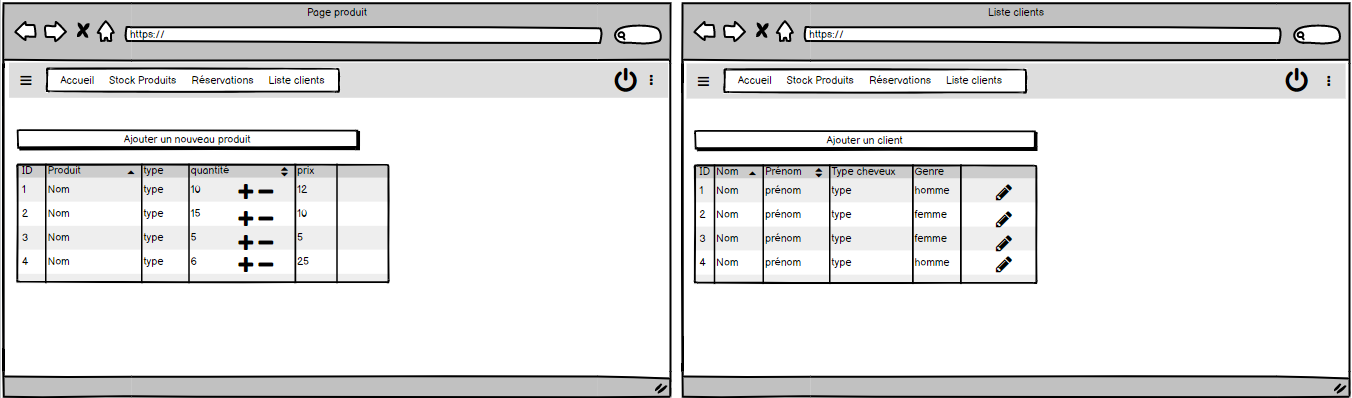 Page produit
https://
Accueil Stock Produits Réservations Liste clients
Ajouter un nouveau produit
ID Produit type quantité prix
1 Nom type 10 12
2 Nom type 15 10
3 Nom type 5 5
4 Nom type 6 25
Liste clients
https://
Accueil Stock Produits Réservations Liste clients
Ajouter un client
ID Nom Prénom Type cheveux Genre
1 Nom prénom type homme
2 Nom prénom type femme
3 Nom prénom type femme
4 Nom prénom type homme